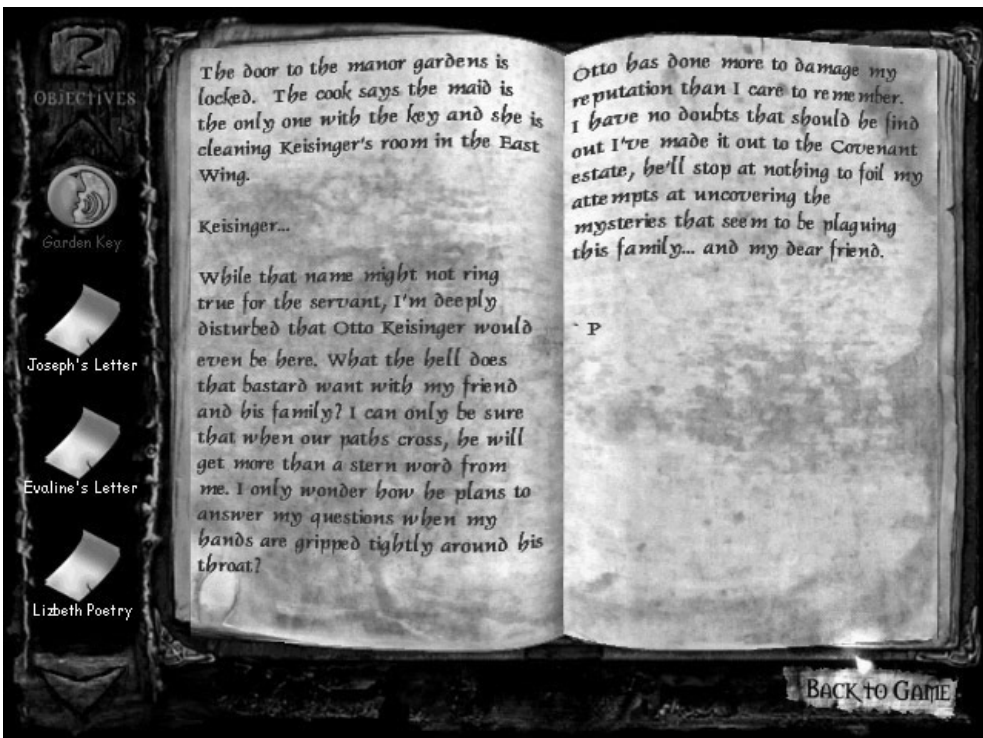 OBJECTIVES
Garden Key
Joseph's Letter
Evaline's Letter
Lizbeth Poetry
The door to the manor gardens is
locked. The cook says the maid is
the only one with the key and she is
cleaning Keisinger's room in the East
Wing.
Keisinger...
While that name might not ring
true for the servant, I'm deeply
disturbed that Otto Keisinger would
even be here. What the hell does
that bastard want with my friend
and his family? I can only be sure
that when our paths cross, he will
get more than a stern word from
me. I only wonder how he plans to
answer my questions when my
hands are gripped tightly around his
throat?
Otto has done more to damage my
reputation than I care to remember.
I have no doubts that should he find
out I've made it out to the Covenant
estate, he'll stop at nothing to foil my
attempts at uncovering the
mysteries that seem to be plaguing
this family... and my dear friend.
` P
BACK TO GAME